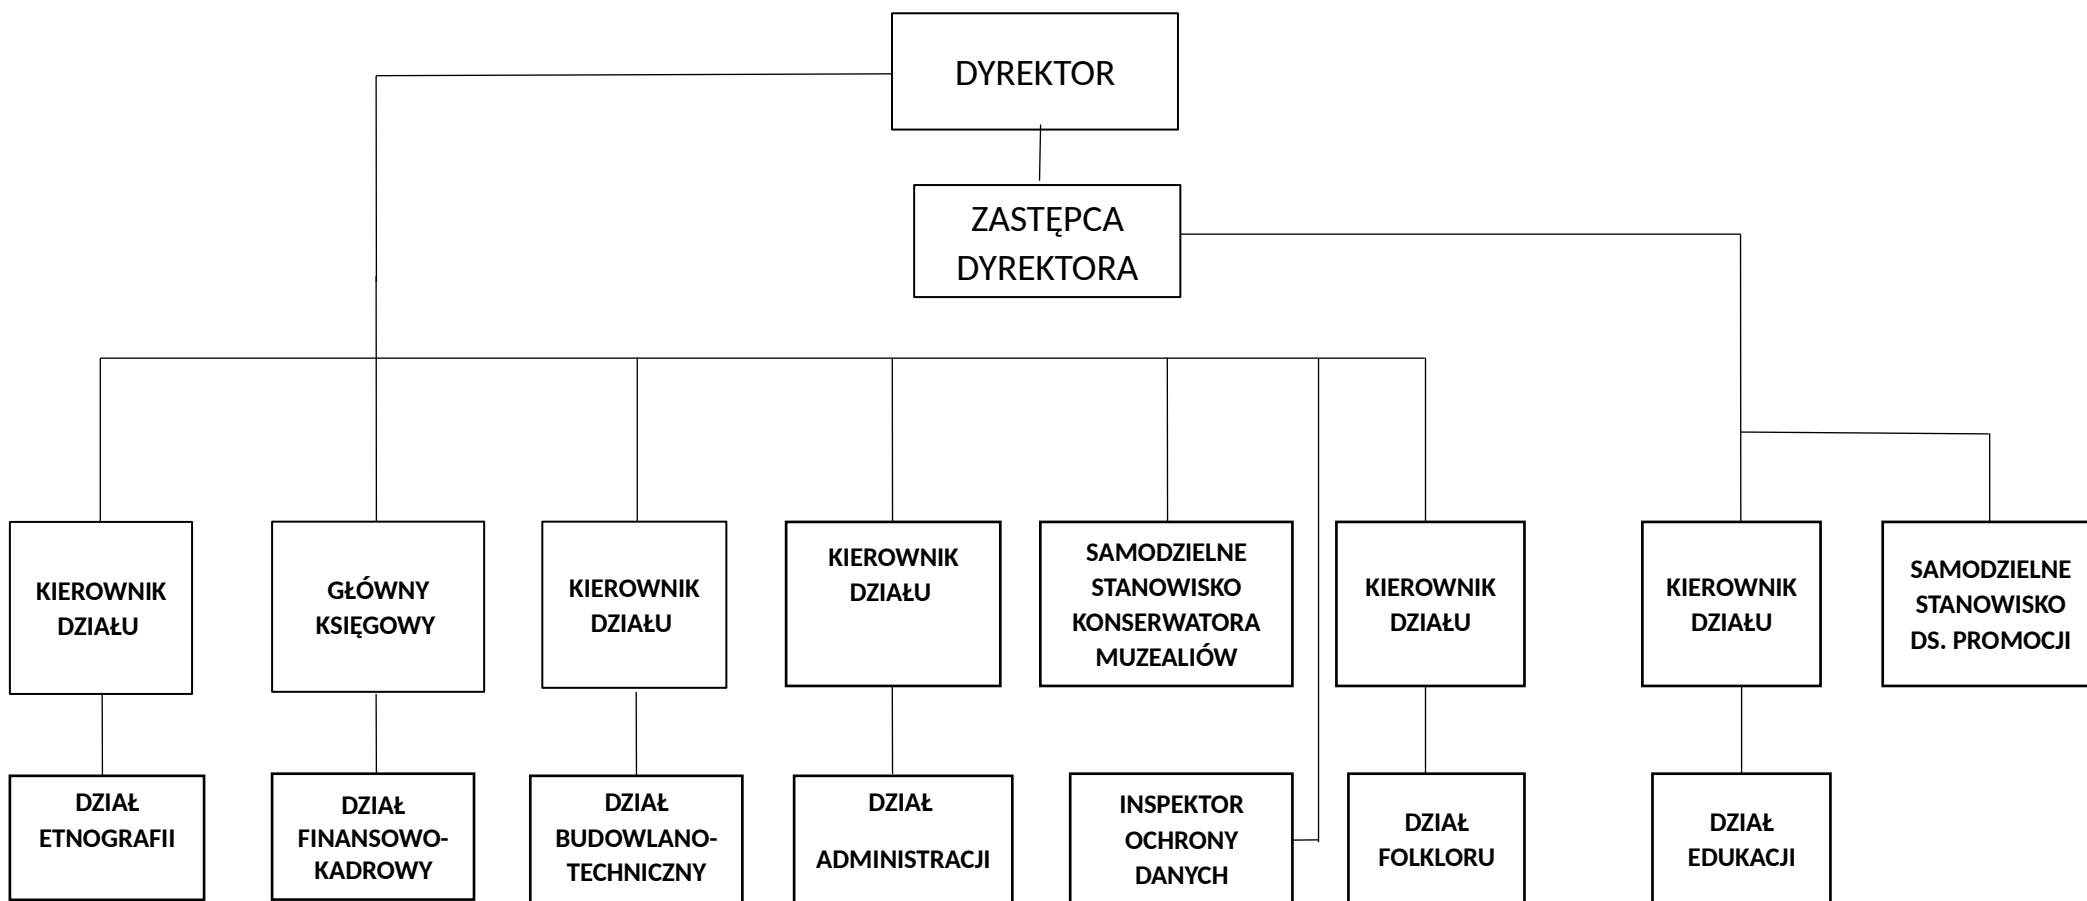 DYREKTOR
ZASTĘPCA
DYREKTORA
KIEROWNIK
DZIAŁU
GŁÓWNY
KSIĘGOWY
KIEROWNIK
DZIAŁU
KIEROWNIK
DZIAŁU
SAMODZIELNE
STANOWISKO
KONSERWATORA
MUZEALIÓW
KIEROWNIK
DZIAŁU
KIEROWNIK
DZIAŁU
SAMODZIELNE
STANOWISKO
DS. PROMOCJI
DZIAŁ
ETNOGRAFII
DZIAŁ
FINANSOWO-
KADROWY
DZIAŁ
BUDOWLANO-
TECHNICZNY
DZIAŁ
ADMINISTRACJI
INSPEKTOR
OCHRONY
DANYCH
DZIAŁ
FOLKLORU
DZIAŁ
EDUKACJI